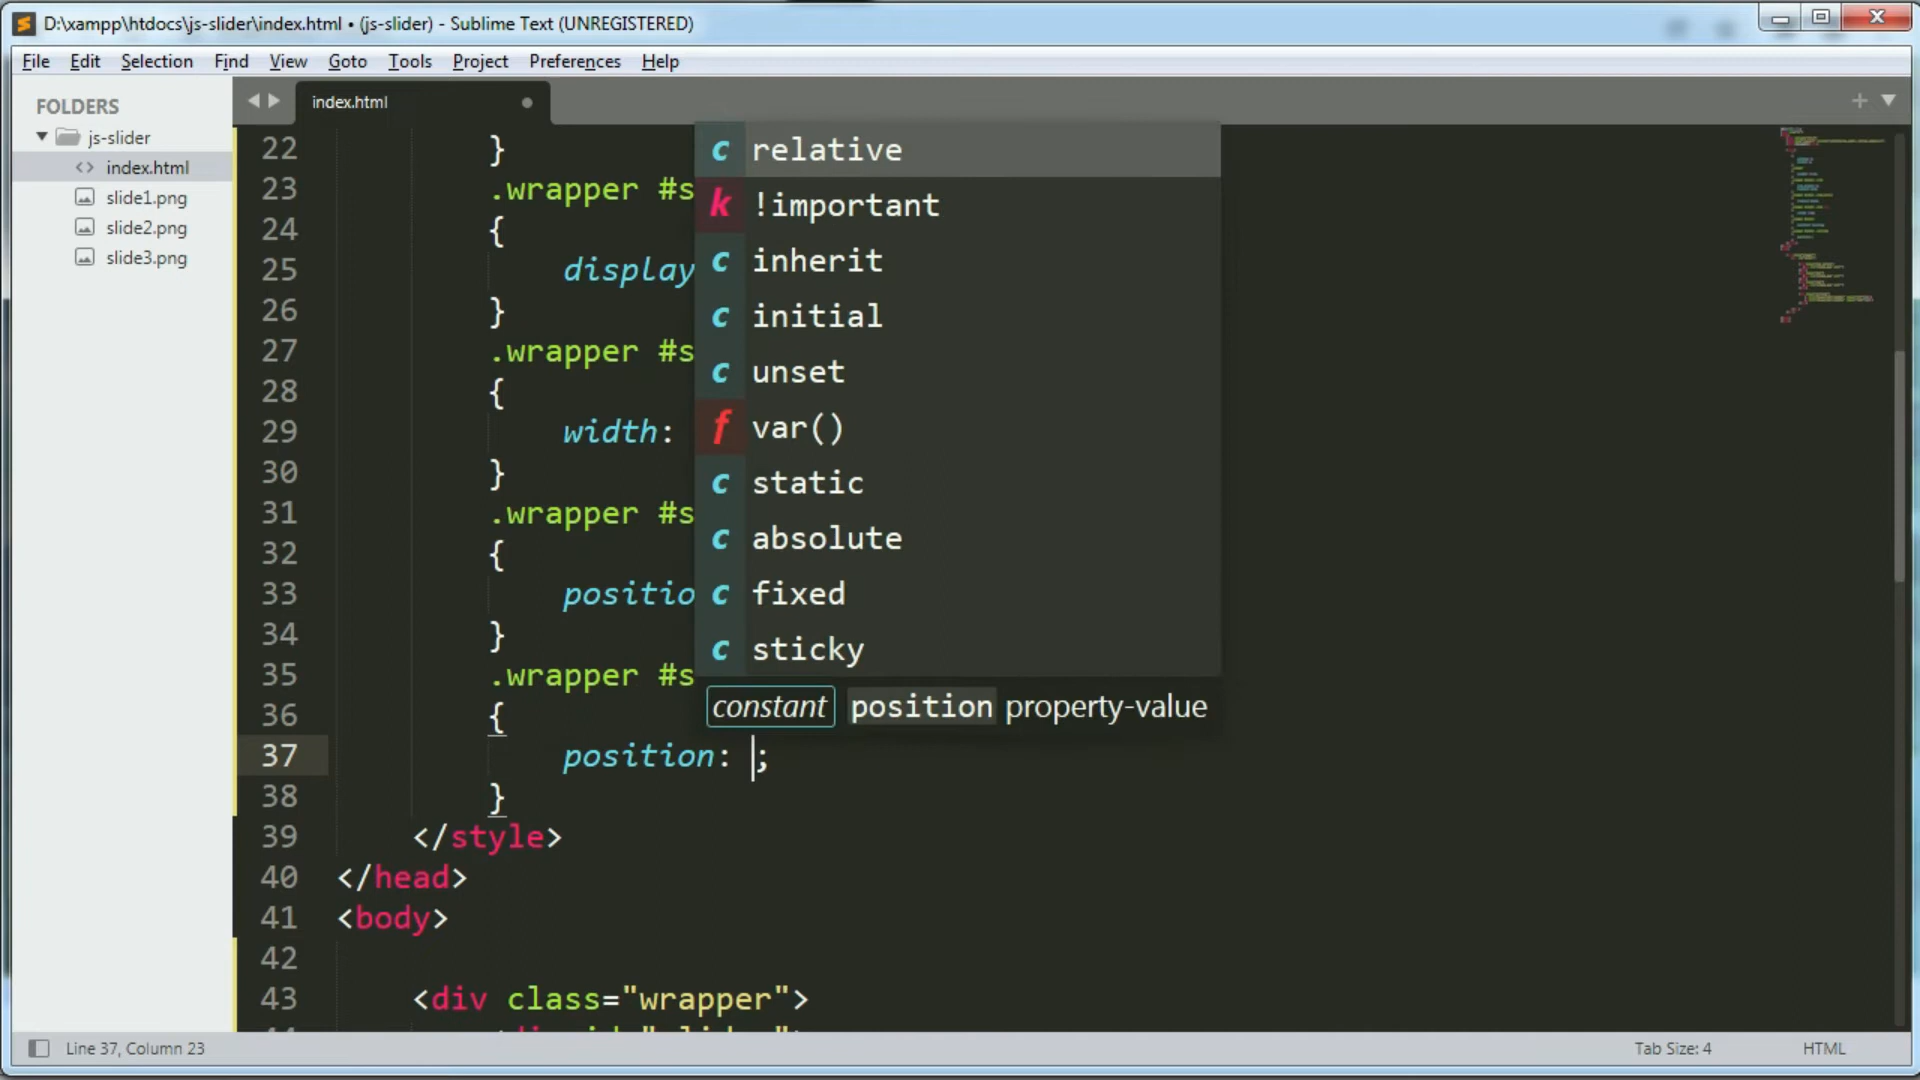 D:\xampp\htdocs\js-slider\index.html • (js-slider) - Sublime Text (UNREGISTERED)
File Edit Selection Find View Goto Tools Project Preferences Help
FOLDERS
js-slider
index.html
slide1.png
slide2.png
slide3.png
index.html
22 }
23 .wrapper #s
24 {
25 display
26 }
27 .wrapper #s
28 {
29 width:
30 }
31 .wrapper #s
32 {
33 positio
34 }
35 .wrapper #s
36 {
37 position: ;
38 }
39 </style>
40 </head>
41 <body>
42
43 <div class="wrapper">
c relative
k !important
c inherit
c initial
c unset
f var()
c static
c absolute
c fixed
c sticky
constant position property-value
Line 37, Column 23
Tab Size: 4
HTML